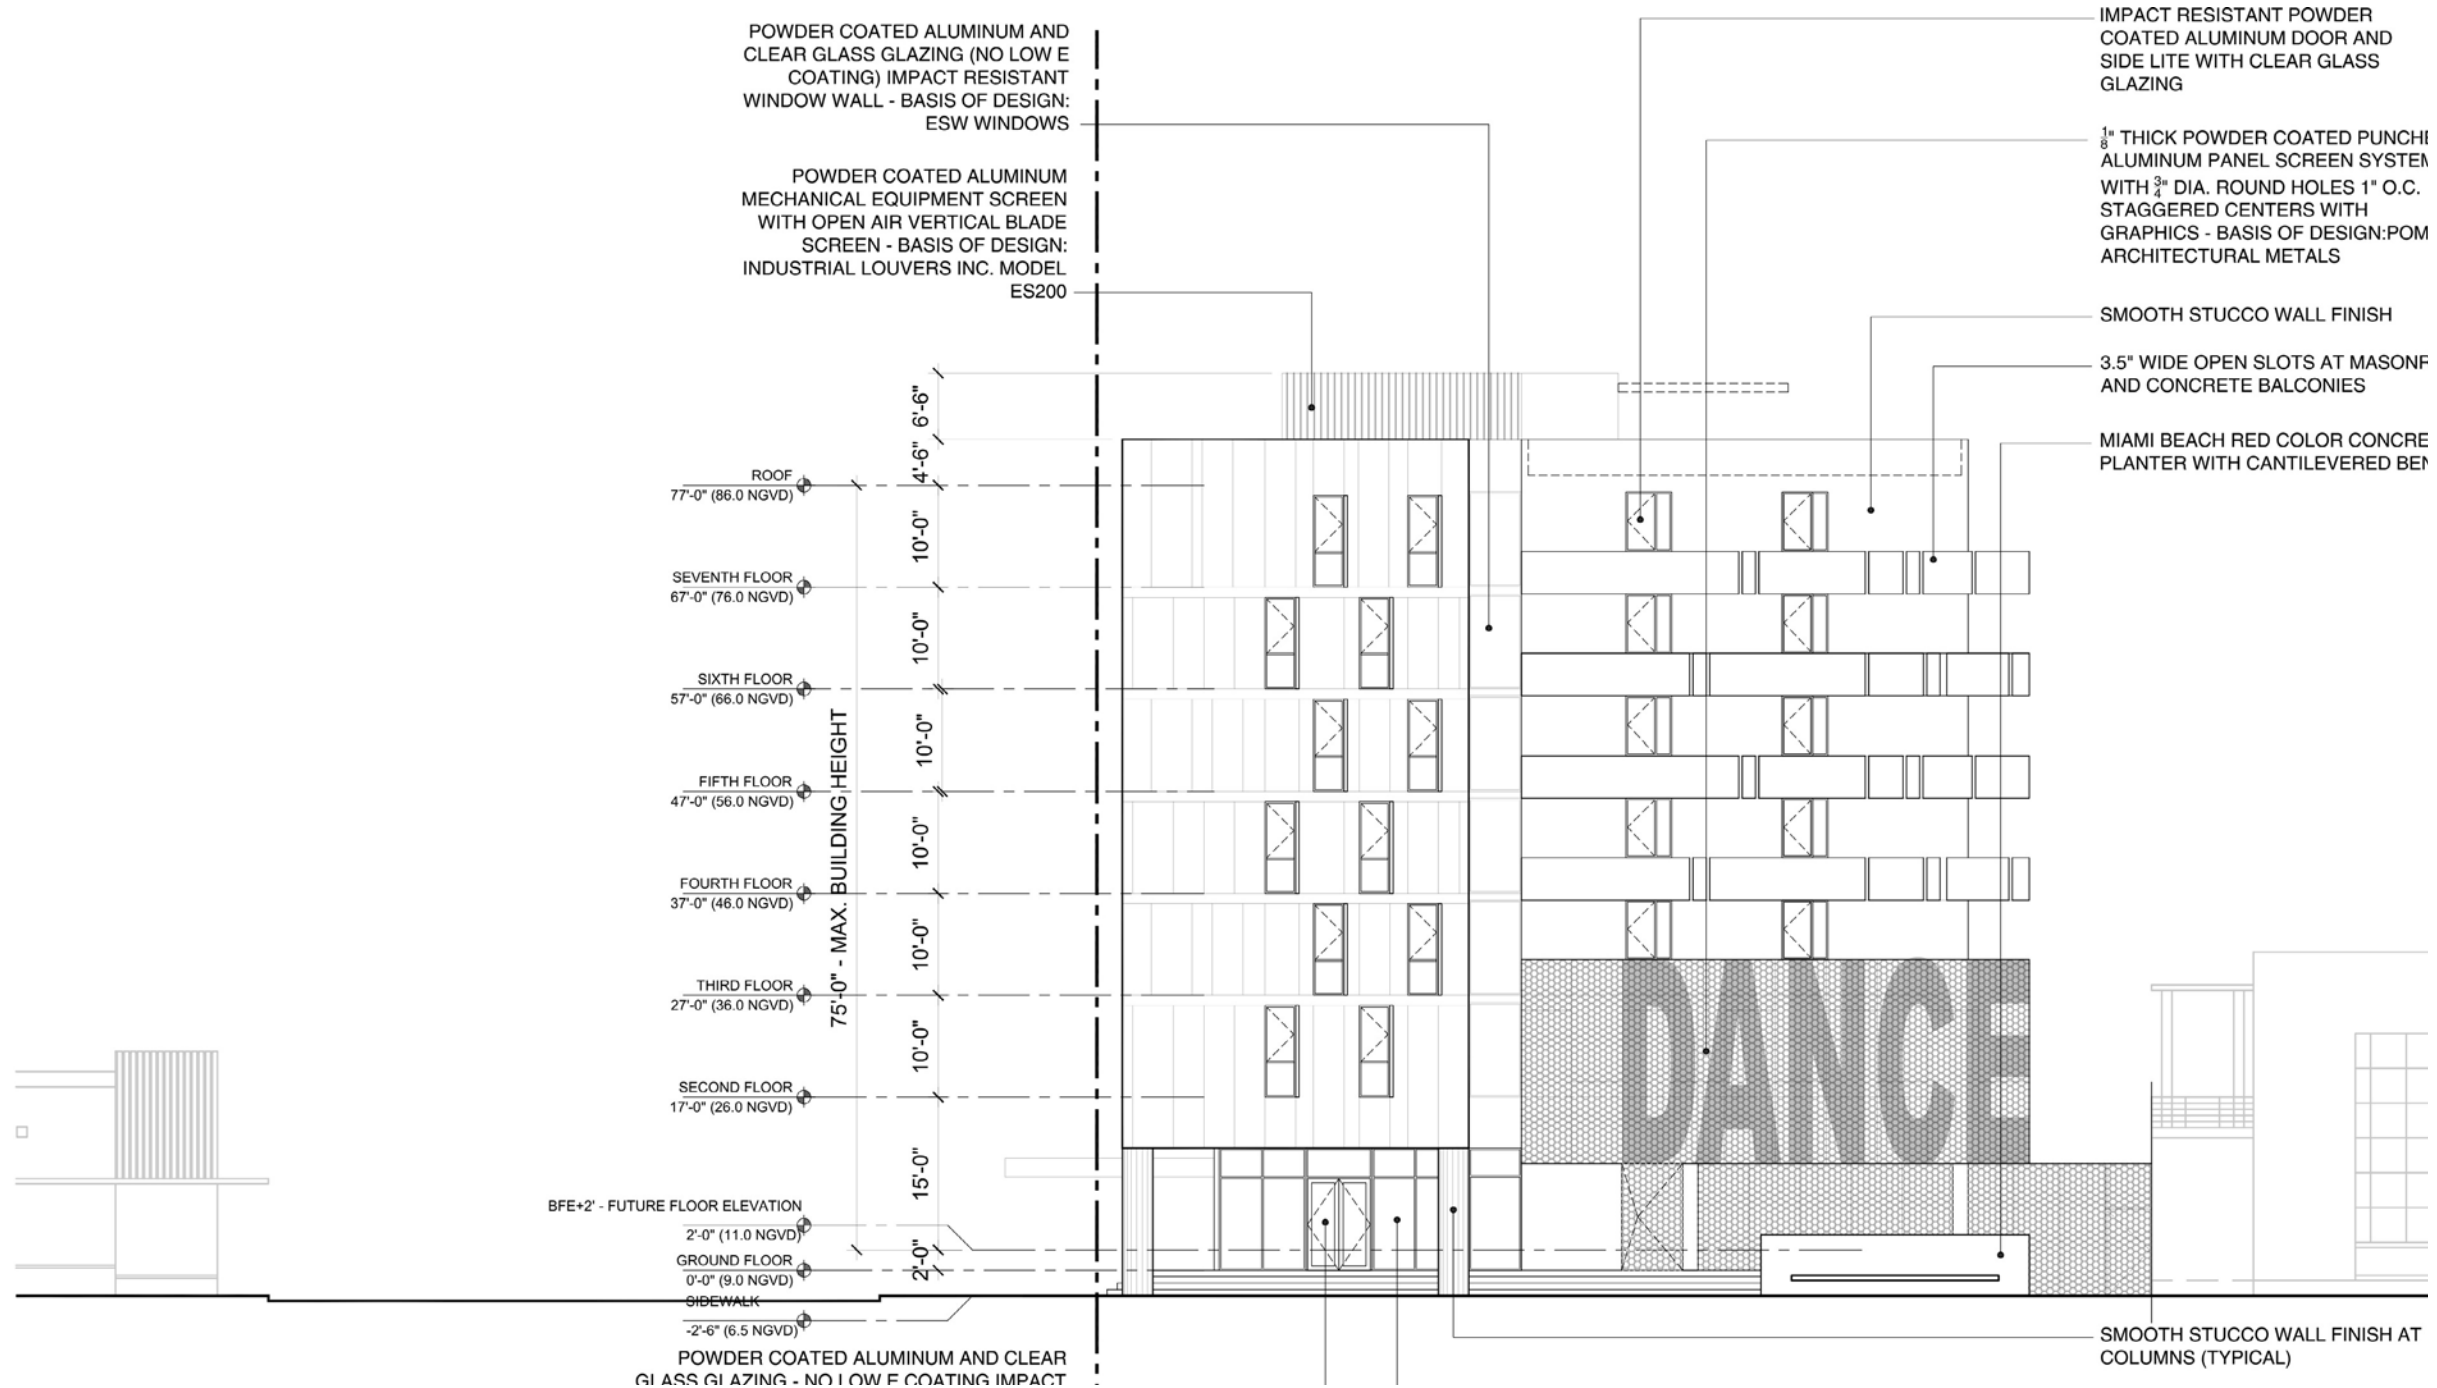 POWDER COATED ALUMINUM AND
CLEAR GLASS GLAZING (NO LOW E
COATING) IMPACT RESISTANT
WINDOW WALL - BASIS OF DESIGN:
ESW WINDOWS
POWDER COATED ALUMINUM
MECHANICAL EQUIPMENT SCREEN
WITH OPEN AIR VERTICAL BLADE
SCREEN - BASIS OF DESIGN:
INDUSTRIAL LOUVERS INC. MODEL
ES200
IMPACT RESISTANT POWDER
COATED ALUMINUM DOOR AND
SIDE LITE WITH CLEAR GLASS
GLAZING
1/8" THICK POWDER COATED PUNCHE
ALUMINUM PANEL SCREEN SYSTEM
WITH 3/4" DIA. ROUND HOLES 1" O.C.
STAGGERED CENTERS WITH
GRAPHICS - BASIS OF DESIGN:POM
ARCHITECTURAL METALS
SMOOTH STUCCO WALL FINISH
3.5" WIDE OPEN SLOTS AT MASONR
AND CONCRETE BALCONIES
MIAMI BEACH RED COLOR CONCRE
PLANTER WITH CANTILEVERED BEN
6'-6"
4'-6"
ROOF
77'-0" (86.0 NGVD)
10'-0"
SEVENTH FLOOR
67'-0" (76.0 NGVD)
10'-0"
SIXTH FLOOR
57'-0" (66.0 NGVD)
10'-0"
FIFTH FLOOR
47'-0" (56.0 NGVD)
75'-0" - MAX. BUILDING HEIGHT
10'-0"
FOURTH FLOOR
37'-0" (46.0 NGVD)
10'-0"
THIRD FLOOR
27'-0" (36.0 NGVD)
10'-0"
SECOND FLOOR
17'-0" (26.0 NGVD)
15'-0"
DANCE
BFE+2' - FUTURE FLOOR ELEVATION
2'-0" (11.0 NGVD)
2'-0"
GROUND FLOOR
0'-0" (9.0 NGVD)
SIDEWALK
-2'-6" (6.5 NGVD)
POWDER COATED ALUMINUM AND CLEAR
GLASS GLAZING - NO LOW E COATING IMPACT
SMOOTH STUCCO WALL FINISH AT
COLUMNS (TYPICAL)